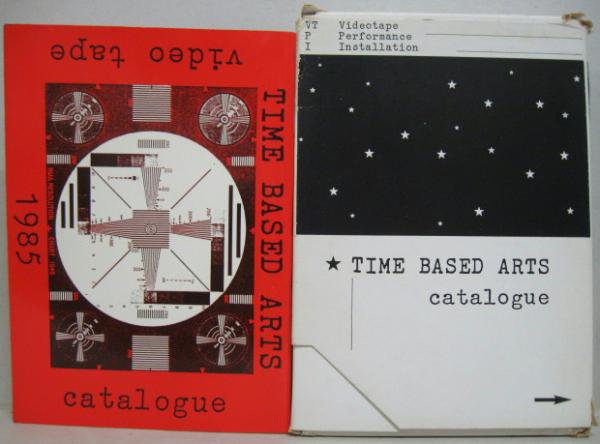 video tape
TIME BASED ARTS
1985
catalogue
VT Videotape
P Performance
I Installation
★ TIME BASED ARTS
catalogue